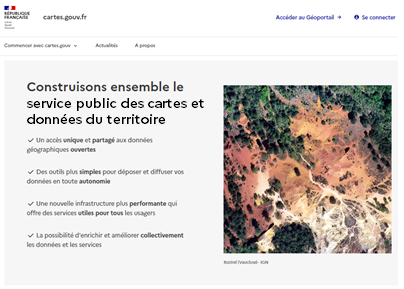 RÉPUBLIQUE
FRANÇAISE
cartes.gouv.fr
Accéder au Géoportail
Se connecter
Commencer avec cartes.gouv
Actualités
A propos
Construisons ensemble le
service public des cartes et
données du territoire
Un accès unique et partagé aux données
géographiques ouvertes
Des outils plus simples pour déposer et diffuser vos
données en toute autonomie
Une nouvelle infrastructure plus performante qui
offre des services utiles pour tous les usagers
La possibilité d'enrichir et améliorer collectivement
les données et les services
Rustrel (Vaucluse) - IGN